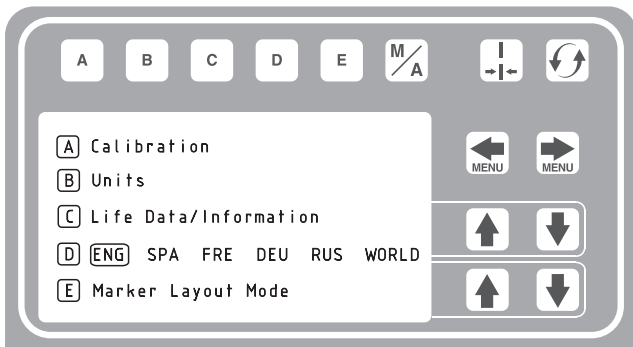 A B C D E M/A
MENU MENU
A Calibration
B Units
C Life Data/Information
D ENG SPA FRE DEU RUS WORLD
E Marker Layout Mode